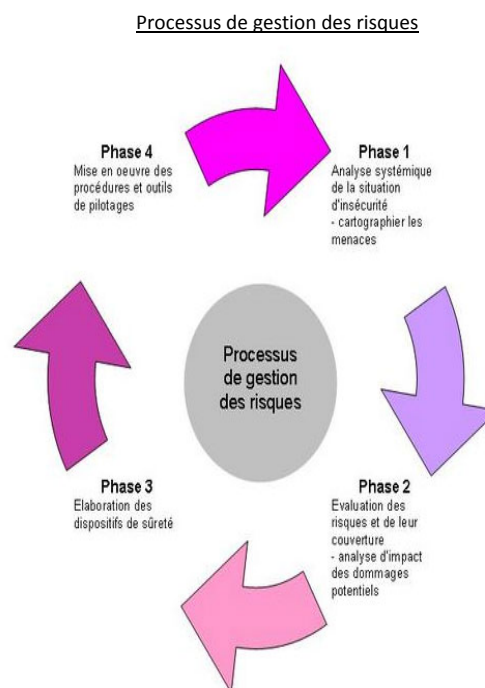 Processus de gestion des risques
Phase 4
Mise en oeuvre des
procédures et outils
de pilotages
Phase 1
Analyse systémique
de la situation
d'insécurité
- cartographier les
menaces
Processus
de gestion
des risques
Phase 3
Elaboration des
dispositifs de sûreté
Phase 2
Evaluation des
risques et de leur
couverture
- analyse d'impact
des dommages
potentiels